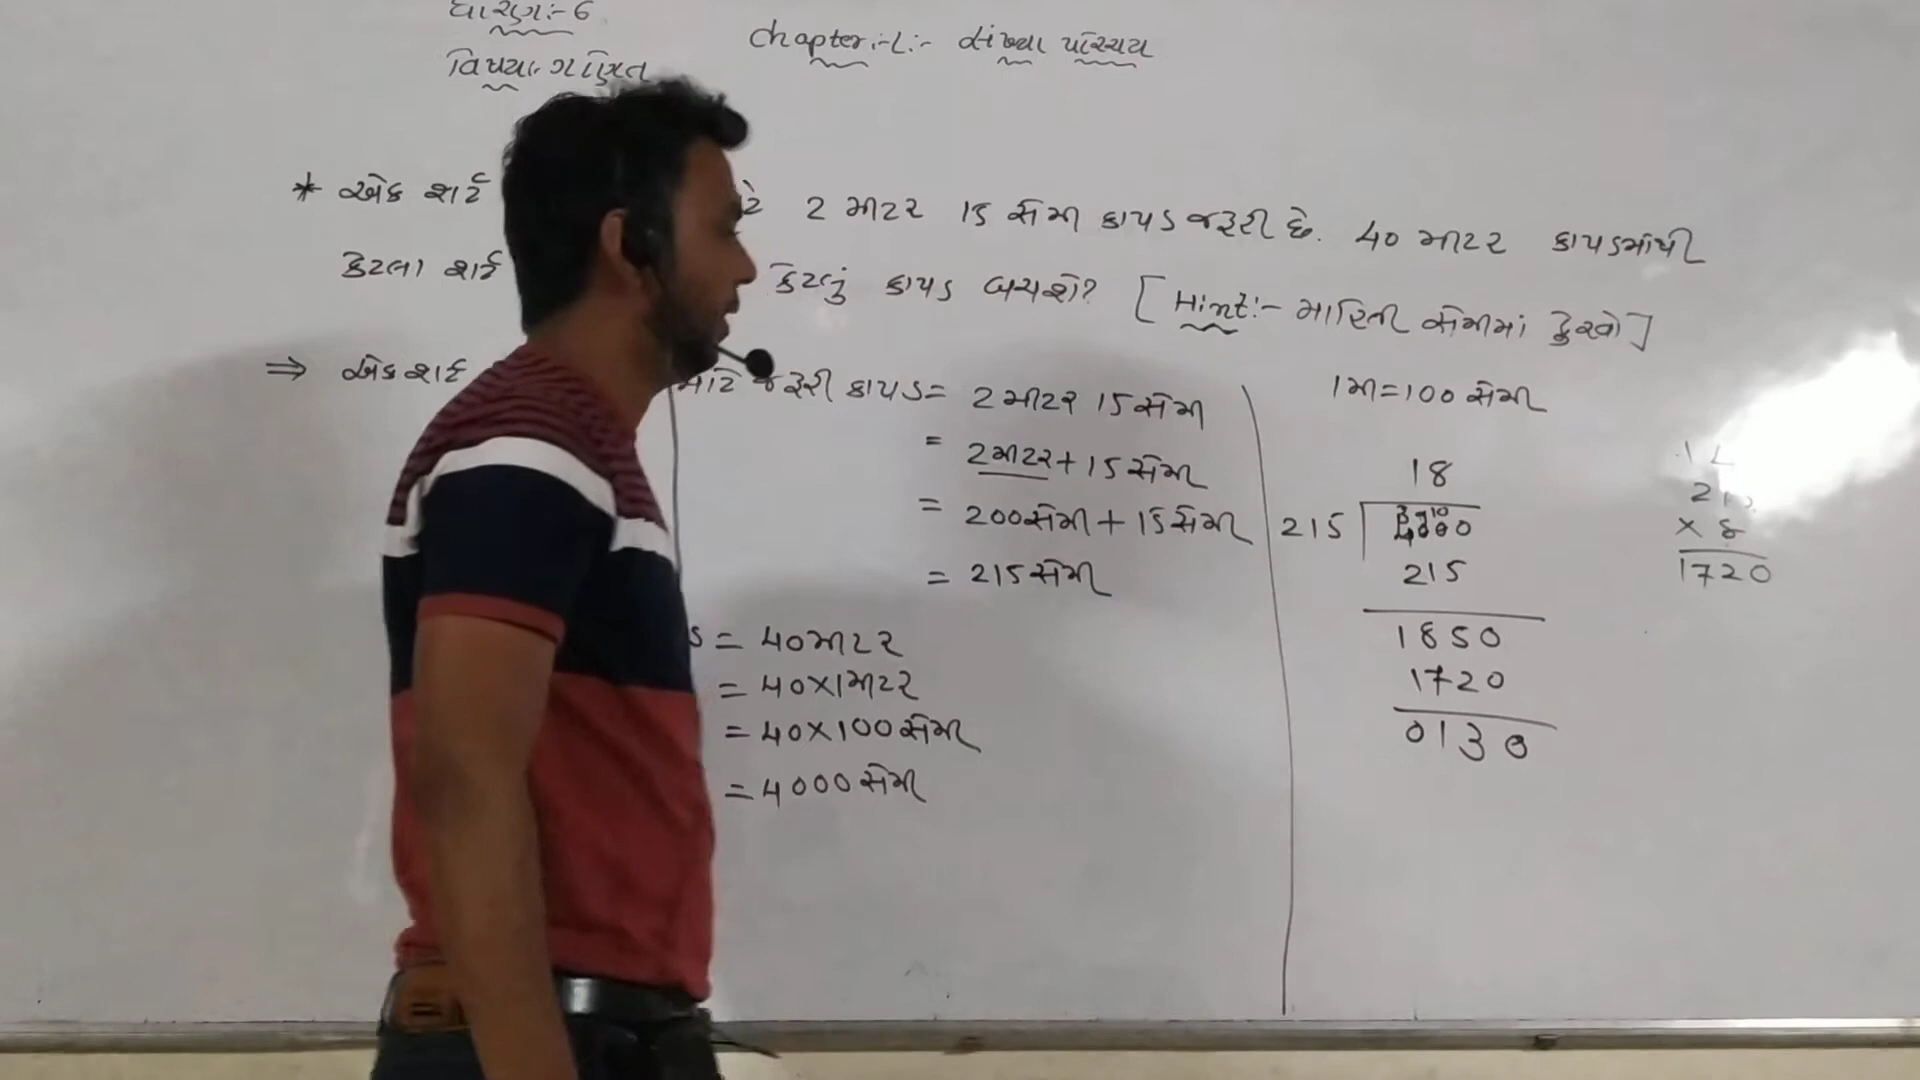 ધોરણ:- 6
વિષય:- ગણિત
Chapter:-1:- સંખ્યા પરિચય
* એક શર્ટ 2 મીટર 15 સેમી કાપડ જરૂરી છે. 40 મીટર કાપડમાંથી
કેટલા શર્ટ કેટલું કાપડ બચશે? [Hint:- માહિતી સેમીમાં ફેરવો]
⇒ એક શર્ટ માટે જરૂરી કાપડ = 2 મીટર 15 સેમી
= 2 મીટર + 15 સેમી
= 200 સેમી + 15 સેમી
= 215 સેમી
ડ = 40 મીટર
= 40 × 1 મીટર
= 40 × 100 સેમી
= 4000 સેમી
1 મી = 100 સેમી
18
215 4000
215
1850
1720
0130
× 8
1720